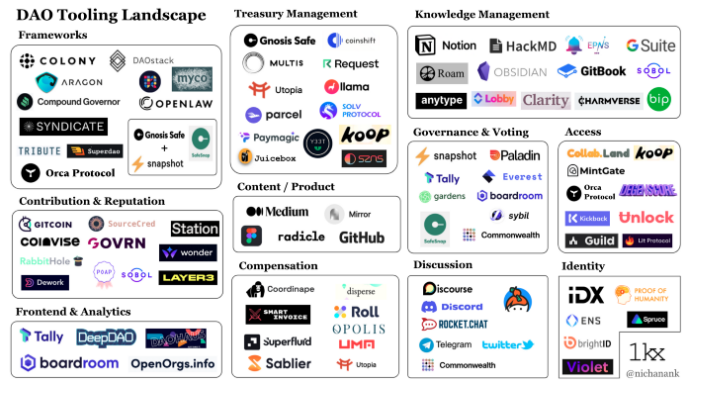 DAO Tooling Landscape
Frameworks
COLONY
DAOstack
ARAGON
myco
Compound Governor
OPENLAW
SYNDICATE
Gnosis Safe
+
snapshot
SafeSnap
TRIBUTE
Superdao
Orca Protocol
Contribution & Reputation
GITCOIN
SourceCred
Station
COINVISE
GOVRN
wonder
RabbitHole
POAP
SOBOL
Dework
LAYER3
Frontend & Analytics
Tally
DeepDAO
boardroom
OpenOrgs.info
Treasury Management
Gnosis Safe
coinshift
MULTIS
Request
Utopia
llama
parcel
SOLV
PROTOCOL
Paymagic
Y33T
KOOP
Juicebox
Content / Product
Medium
Mirror
radicle
GitHub
Compensation
Coordinape
disperse
SMART
INVOICE
Roll
OPOLIS
Superfluid
UMA
Sablier
Utopia
Knowledge Management
Notion
HackMD
EPNS
G Suite
Roam
OBSIDIAN
GitBook
SOBOL
anytype
Lobby
Clarity
CHARMVERSE
bip
Governance & Voting
snapshot
Paladin
Tally
Everest
gardens
boardroom
SafeSnap
sybil
Commonwealth
Discussion
Discourse
Discord
ROCKET.CHAT
Telegram
twitter
Commonwealth
Access
Collab.Land
KOOP
MintGate
Orca
Protocol
Kickback
Unlock
Guild
Lit Protocol
Identity
IDX
PROOF OF
HUMANITY
ENS
Spruce
brightID
Violet
1kx
@nichanank